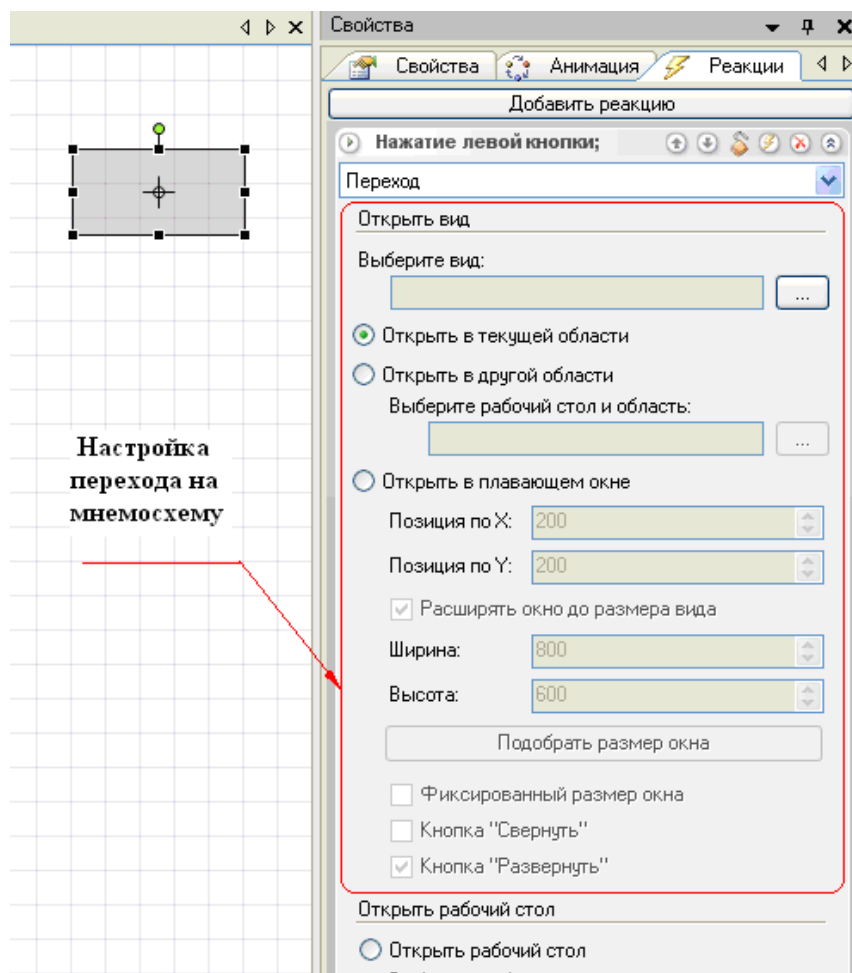 Свойства
Свойства Анимация Реакции
Добавить реакцию
Нажатие левой кнопки;
Переход
Открыть вид
Выберите вид:
...
Открыть в текущей области
Открыть в другой области
Выберите рабочий стол и область:
...
Открыть в плавающем окне
Позиция по X: 200
Позиция по Y: 200
Расширять окно до размера вида
Ширина: 800
Высота: 600
Подобрать размер окна
Фиксированный размер окна
Кнопка "Свернуть"
Кнопка "Развернуть"
Открыть рабочий стол
Открыть рабочий стол
Настройка
перехода на
мнемосхему